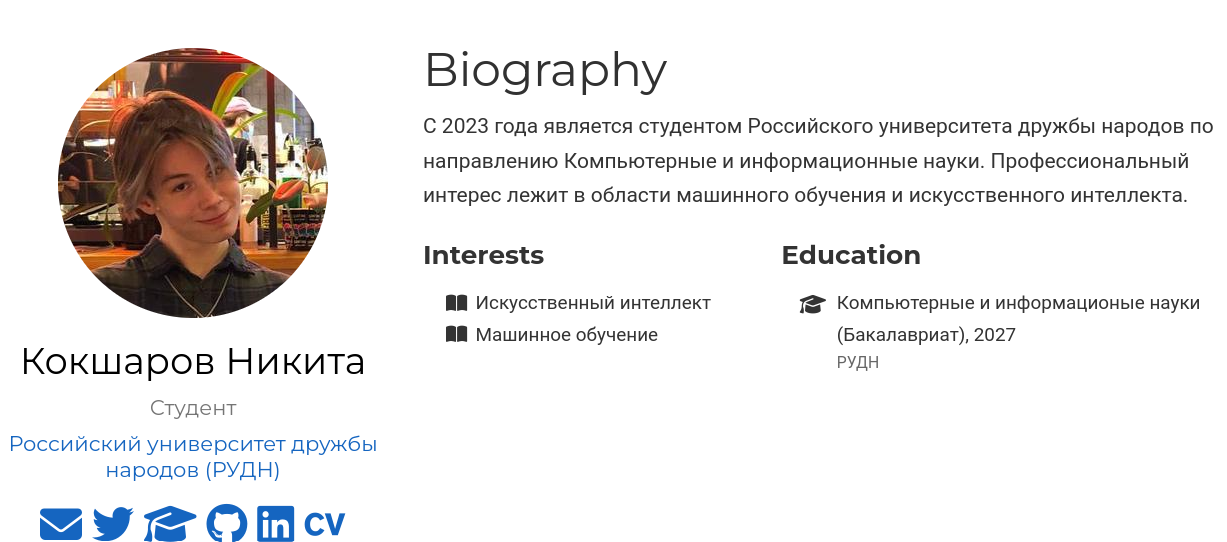 Biography
С 2023 года является студентом Российского университета дружбы народов по
направлению Компьютерные и информационные науки. Профессиональный
интерес лежит в области машинного обучения и искусственного интеллекта.
Interests
Искусственный интеллект
Машинное обучение
Education
Компьютерные и информационые науки
(Бакалавриат), 2027
РУДН
Кокшаров Никита
Студент
Российский университет дружбы
народов (РУДН)
CV